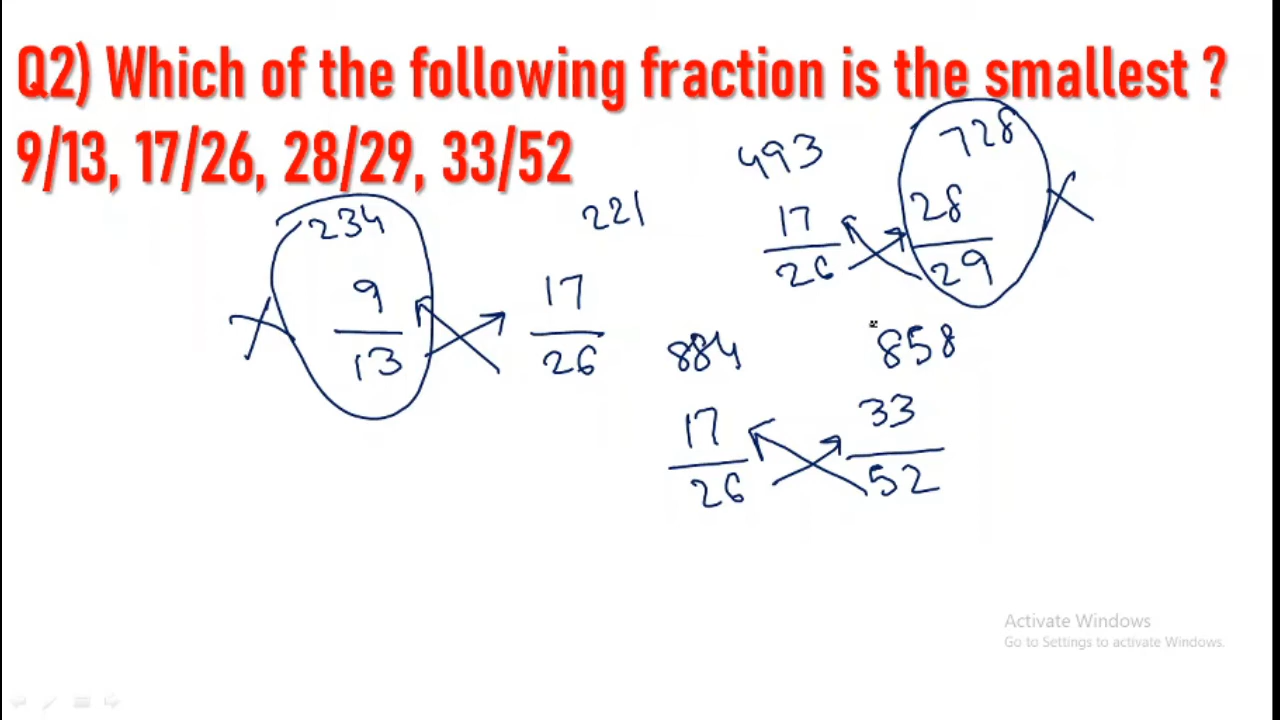 Q2) Which of the following fraction is the smallest ?
9/13, 17/26, 28/29, 33/52
493 728
17/26 28/29
234 221
9/13 17/26
884 858
17/26 33/52
Activate Windows
Go to Settings to activate Windows.